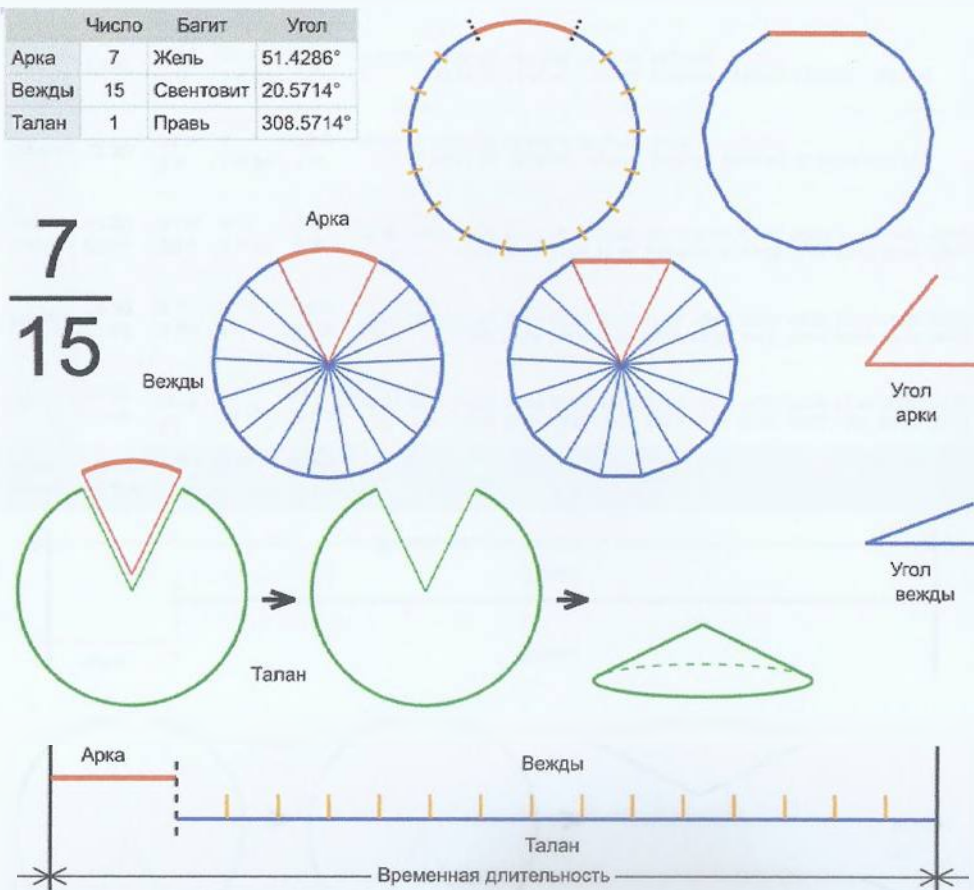 Число Багит Угол
Арка 7 Жель 51.4286°
Вежды 15 Свентовит 20.5714°
Талан 1 Правь 308.5714°
7
15
Арка
Вежды
Угол
арки
Угол
вежды
Талан
Арка
Вежды
Талан
Временная длительность